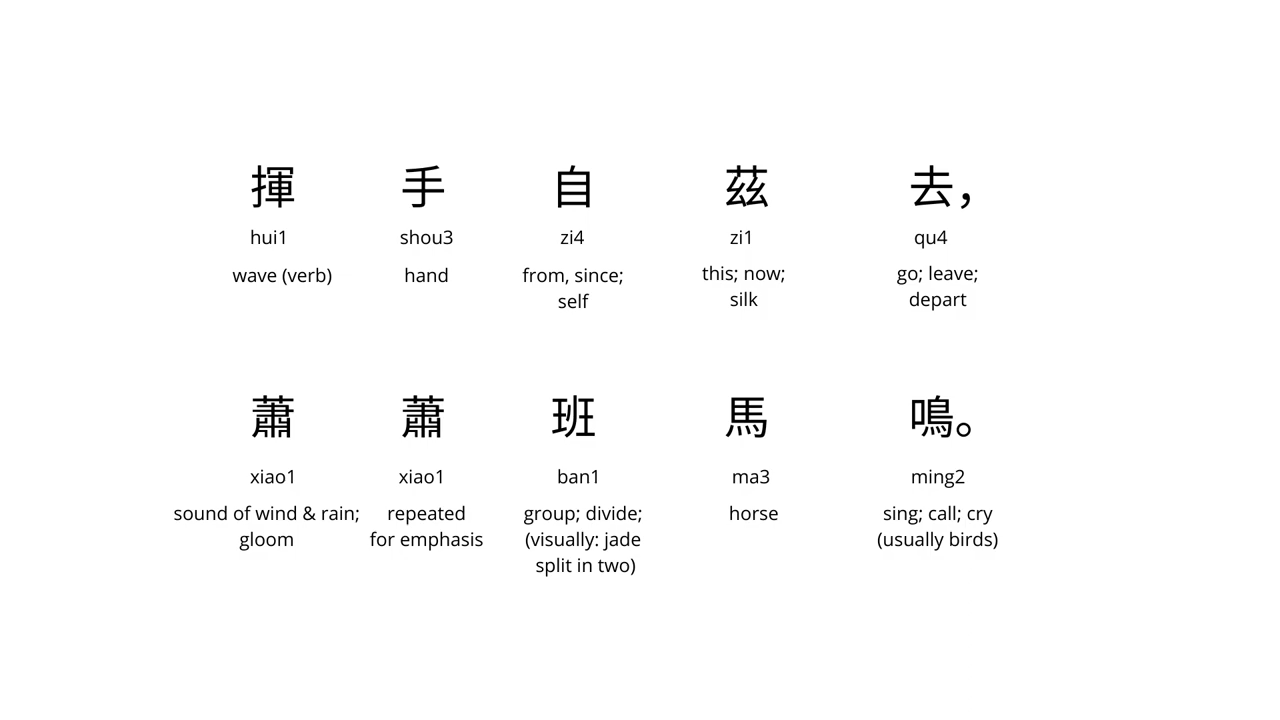 揮 手 自 茲 去，
hui1 shou3 zi4 zi1 qu4
wave (verb) hand from, since; this; now; go; leave;
self silk depart
蕭 蕭 班 馬 鳴。
xiao1 xiao1 ban1 ma3 ming2
sound of wind & rain; repeated group; divide; horse sing; call; cry
gloom for emphasis (visually: jade (usually birds)
split in two)